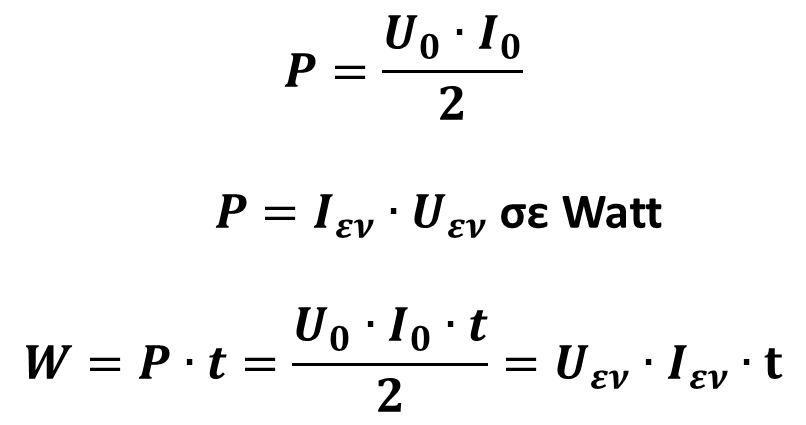 P = U₀ · I₀ / 2
P = I_εν · U_εν σε Watt
W = P · t = U₀ · I₀ · t / 2 = U_εν · I_εν · t